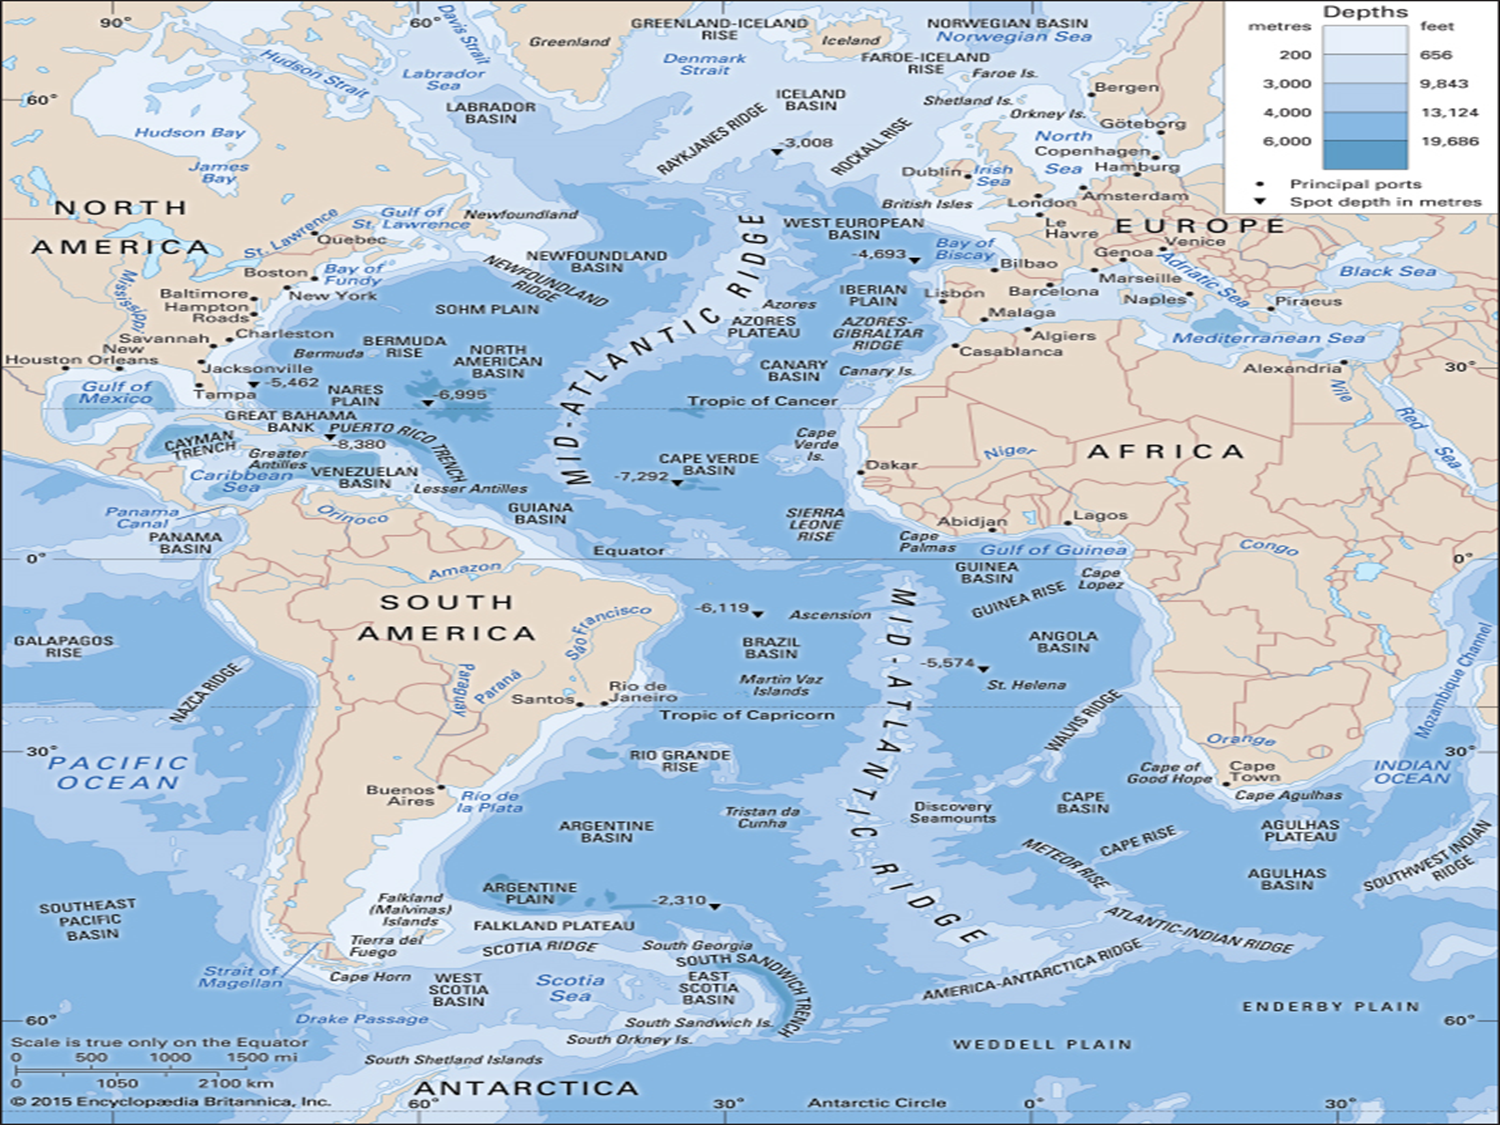 90°
60°
Davis Strait
GREENLAND-ICELAND
RISE
NORWEGIAN BASIN
Norwegian Sea
Depths
metres
feet
200
656
3,000
9,843
4,000
13,124
6,000
19,686
Principal ports
Spot depth in metres
Greenland
Iceland
Denmark
Strait
FAROE-ICELAND
RISE
Faroe Is.
Hudson Strait
Labrador
Sea
60°
LABRADOR
BASIN
ICELAND
BASIN
Shetland Is.
Orkney Is.
Bergen
Göteborg
Hudson Bay
RAYKJANES RIDGE
-3,008
ROCKALL RISE
North
Sea
Copenhagen
Hamburg
James
Bay
Dublin
Irish
Sea
Amsterdam
British Isles
London
NORTH
AMERICA
St. Lawrence
Gulf of
St. Lawrence
Newfoundland
Quebec
WEST EUROPEAN
BASIN
Le
Havre
EUROPE
Venice
Genoa
Bay of
Biscay
-4,693
Bilbao
Marseille
Adriatic Sea
Black Sea
Mississippi
Boston
Bay of
Fundy
New York
NEWFOUNDLAND
BASIN
NEWFOUNDLAND
RIDGE
MID-ATLANTIC RIDGE
IBERIAN
PLAIN
Lisbon
Barcelona
Naples
Piraeus
Baltimore
Hampton
Roads
SOHM PLAIN
Azores
AZORES
PLATEAU
AZORES-
GIBRALTAR
RIDGE
Malaga
Algiers
Casablanca
Mediterranean Sea
Savannah
Charleston
Bermuda
BERMUDA
RISE
NORTH
AMERICAN
BASIN
New
Orleans
Houston
Jacksonville
CANARY
BASIN
Canary Is.
Alexandria
Nile
30°
Gulf of
Mexico
Tampa
-5,462
NARES
PLAIN
-6,995
Tropic of Cancer
Red Sea
GREAT BAHAMA
BANK
PUERTO RICO TRENCH
-8,380
CAYMAN
TRENCH
Greater
Antilles
Caribbean
Sea
VENEZUELAN
BASIN
Lesser Antilles
Cape
Verde
Is.
CAPE VERDE
BASIN
-7,292
Dakar
Niger
AFRICA
Panama
Canal
PANAMA
BASIN
Orinoco
GUIANA
BASIN
SIERRA
LEONE
RISE
Abidjan
Lagos
Cape
Palmas
Gulf of Guinea
Congo
0°
Equator
0°
Amazon
GUINEA
BASIN
GUINEA RISE
Cape
Lopez
SOUTH
AMERICA
São Francisco
-6,119
Ascension
MID-ATLANTIC RIDGE
GALAPAGOS
RISE
BRAZIL
BASIN
ANGOLA
BASIN
-5,574
St. Helena
NAZCA RIDGE
Paraguay
Paraná
Santos
Rio de
Janeiro
Martin Vaz
Islands
Mozambique Channel
Tropic of Capricorn
WALVIS RIDGE
Orange
30°
PACIFIC
OCEAN
RIO GRANDE
RISE
30°
INDIAN
OCEAN
Cape of
Good Hope
Cape
Town
Cape Agulhas
Buenos
Aires
Río de
la Plata
Tristan da
Cunha
Discovery
Seamounts
CAPE
BASIN
ARGENTINE
BASIN
AGULHAS
PLATEAU
CAPE RISE
METEOR RISE
SOUTHWEST INDIAN
RIDGE
AGULHAS
BASIN
SOUTHEAST
PACIFIC
BASIN
ARGENTINE
PLAIN
-2,310
Falkland
(Malvinas)
Islands
FALKLAND PLATEAU
ATLANTIC-INDIAN RIDGE
Tierra del
Fuego
SCOTIA RIDGE
South Georgia
SOUTH SANDWICH TRENCH
AMERICA-ANTARCTICA RIDGE
Strait of
Magellan
Cape Horn
WEST
SCOTIA
BASIN
Scotia
Sea
EAST
SCOTIA
BASIN
ENDERBY PLAIN
60°
Drake Passage
South Sandwich Is.
South Orkney Is.
60°
WEDDELL PLAIN
Scale is true only on the Equator
0 500 1000 1500 mi
0 1050 2100 km
South Shetland Islands
ANTARCTICA
© 2015 Encyclopædia Britannica, Inc.
60°
30°
Antarctic Circle
0°
30°